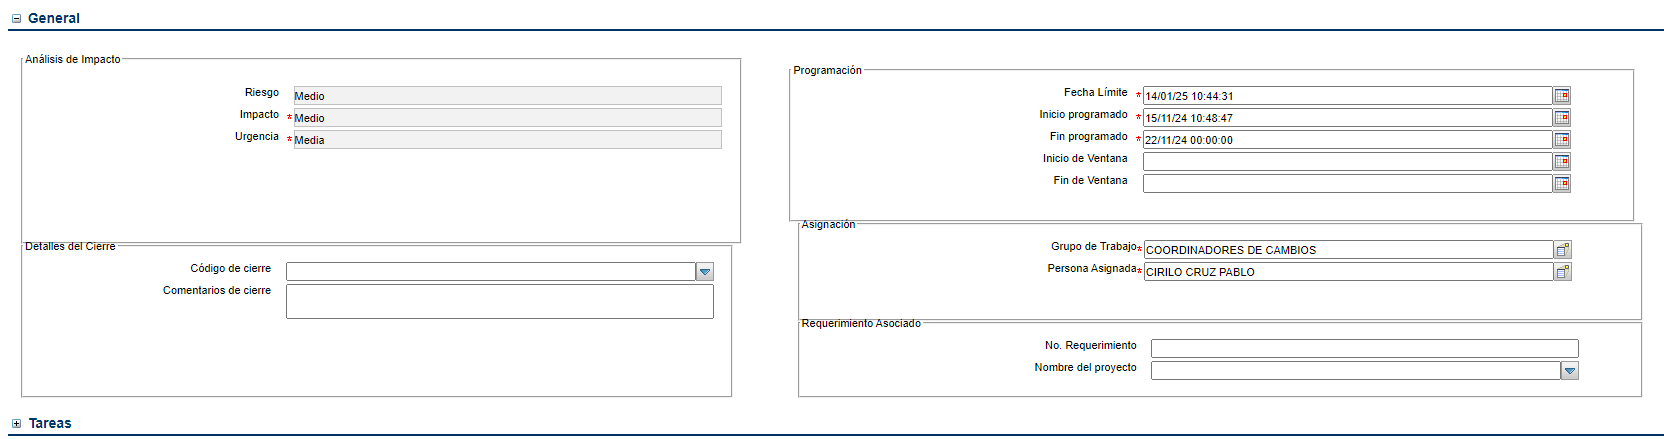 General
Análisis de Impacto
Riesgo Medio
Impacto * Medio
Urgencia * Media
Detalles del Cierre
Código de cierre
Comentarios de cierre
Programación
Fecha Límite * 14/01/25 10:44:31
Inicio programado * 15/11/24 10:48:47
Fin programado * 22/11/24 00:00:00
Inicio de Ventana
Fin de Ventana
Asignación
Grupo de Trabajo * COORDINADORES DE CAMBIOS
Persona Asignada * CIRILO CRUZ PABLO
Requerimiento Asociado
No. Requerimiento
Nombre del proyecto
Tareas